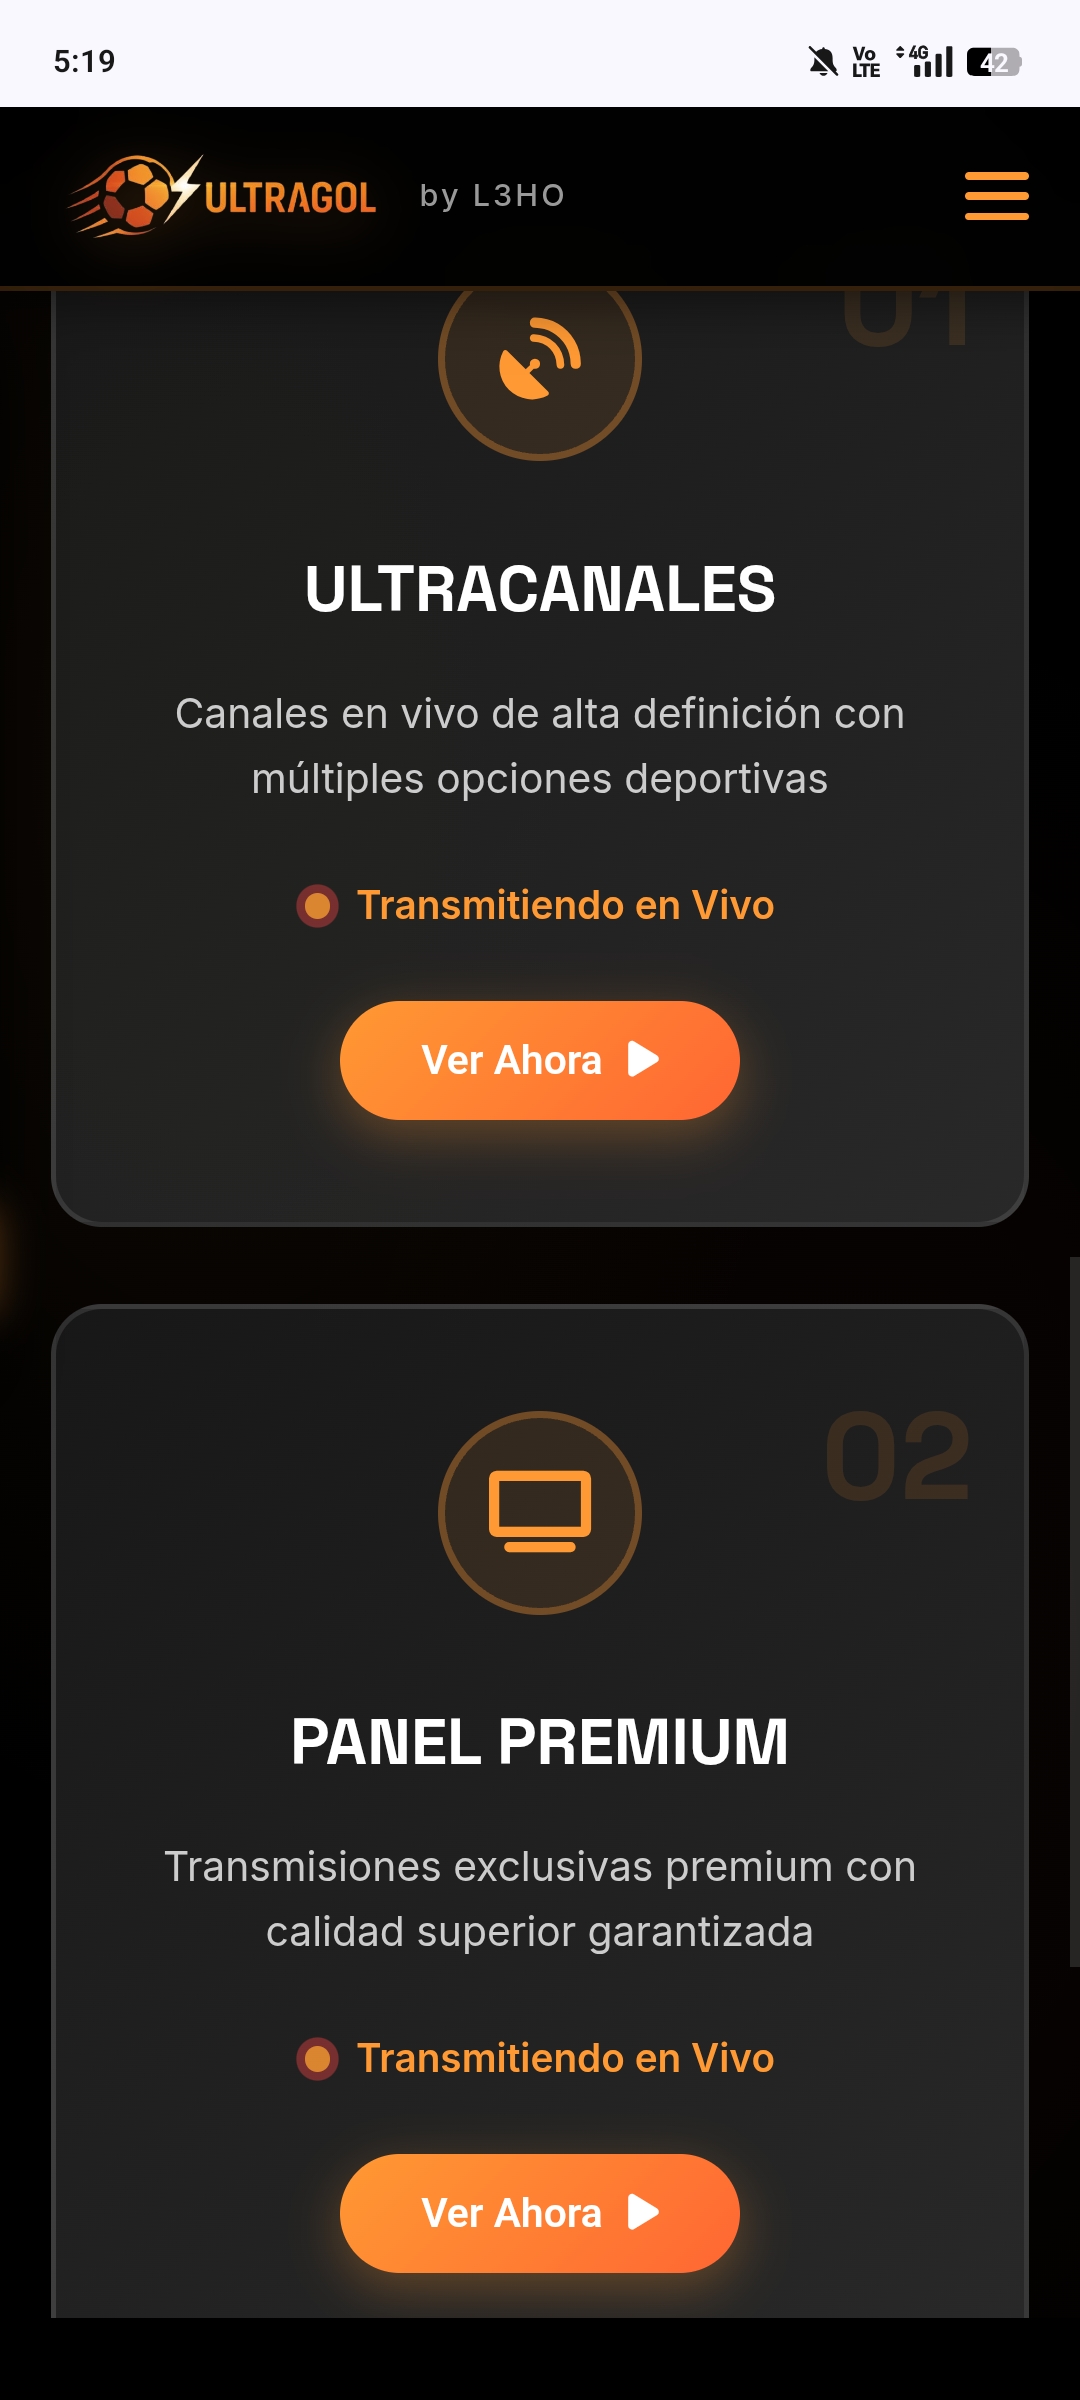 5:19
Vo
LTE
4G
42
ULTRAGOL
by L3HO
01
ULTRACANALES
Canales en vivo de alta definición con
múltiples opciones deportivas
Transmitiendo en Vivo
Ver Ahora
02
PANEL PREMIUM
Transmisiones exclusivas premium con
calidad superior garantizada
Transmitiendo en Vivo
Ver Ahora